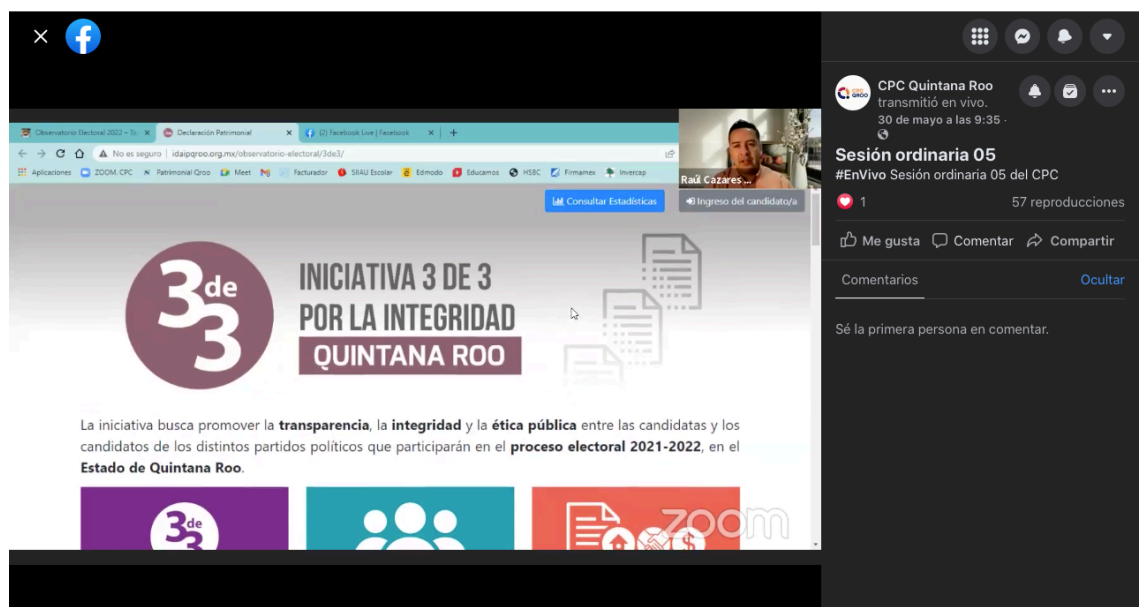 CPC Quintana Roo
transmitió en vivo.
30 de mayo a las 9:35 ·
Sesión ordinaria 05
#EnVivo Sesión ordinaria 05 del CPC
1
57 reproducciones
Me gusta
Comentar
Compartir
Comentarios
Ocultar
Sé la primera persona en comentar.
Observatorio Electoral 2022 – Tr
Declaración Patrimonial
(2) Facebook Live | Facebook
No es seguro | idaipqroo.org.mx/observatorio-electoral/3de3/
Aplicaciones
ZOOM. CPC
Patrimonial Qroo
Meet
Facturador
SIIAU Escolar
Edmodo
Educamos
HSBC
Firmamex
Invercap
Raúl Cazares ...
Consultar Estadísticas
Ingreso del candidato/a
3 de 3
INICIATIVA 3 DE 3
POR LA INTEGRIDAD
QUINTANA ROO
La iniciativa busca promover la transparencia, la integridad y la ética pública entre las candidatas y los
candidatos de los distintos partidos políticos que participarán en el proceso electoral 2021-2022, en el
Estado de Quintana Roo.
3 de 3
zoom